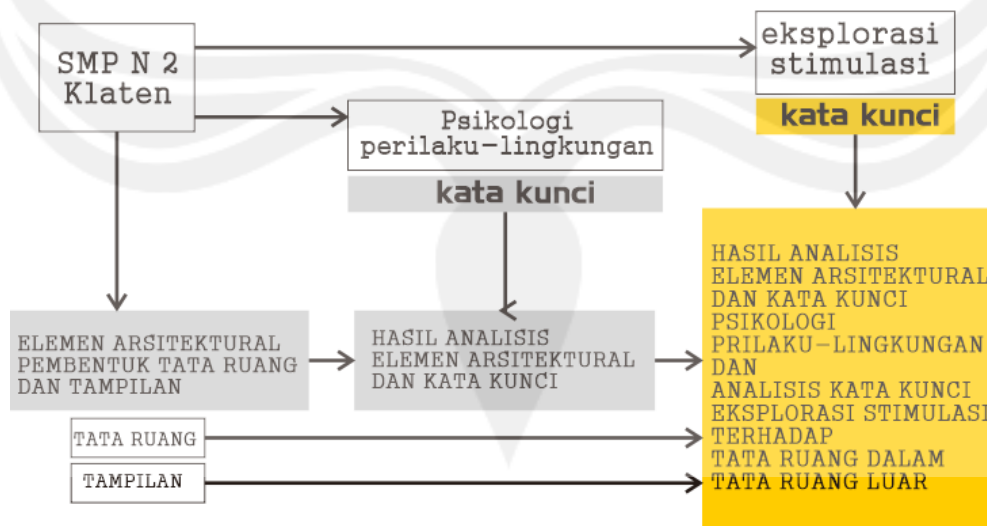 SMP N 2
Klaten
eksplorasi
stimulasi
kata kunci
Psikologi
perilaku-lingkungan
kata kunci
ELEMEN ARSITEKTURAL
PEMBENTUK TATA RUANG
DAN TAMPILAN
HASIL ANALISIS
ELEMEN ARSITEKTURAL
DAN KATA KUNCI
HASIL ANALISIS
ELEMEN ARSITEKTURAL
DAN KATA KUNCI
PSIKOLOGI
PRILAKU-LINGKUNGAN
DAN
ANALISIS KATA KUNCI
EKSPLORASI STIMULASI
TERHADAP
TATA RUANG DALAM
TATA RUANG LUAR
TATA RUANG
TAMPILAN